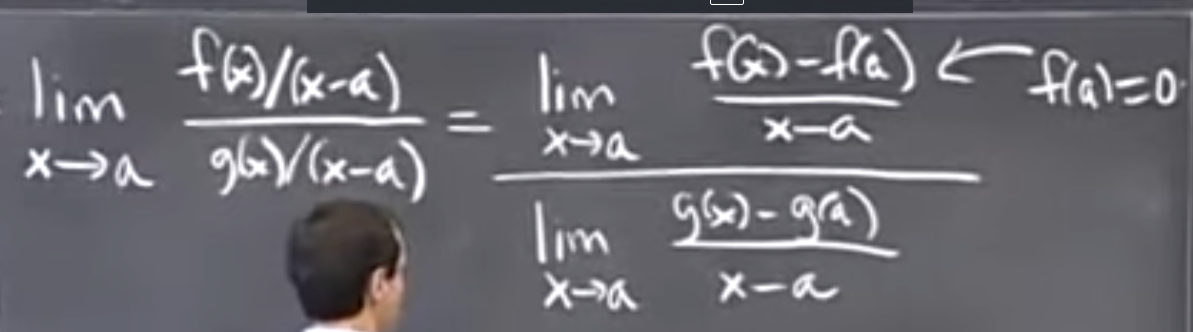 lim x→a f(x)/(x-a) / g(x)/(x-a) = lim x→a f(x)-f(a) / x-a ← f(a)=0
lim x→a g(x)-g(a) / x-a